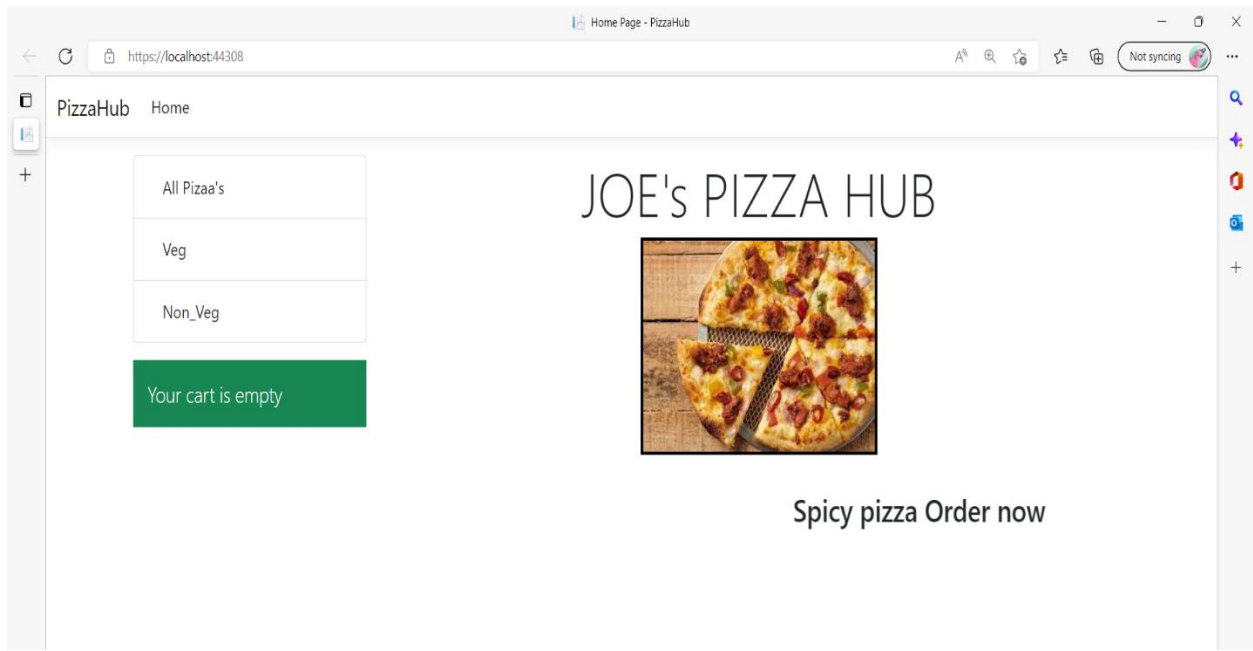 Home Page - PizzaHub
https://localhost:44308
Not syncing
PizzaHub Home
All Pizaa's
Veg
Non_Veg
Your cart is empty
JOE's PIZZA HUB
Spicy pizza Order now